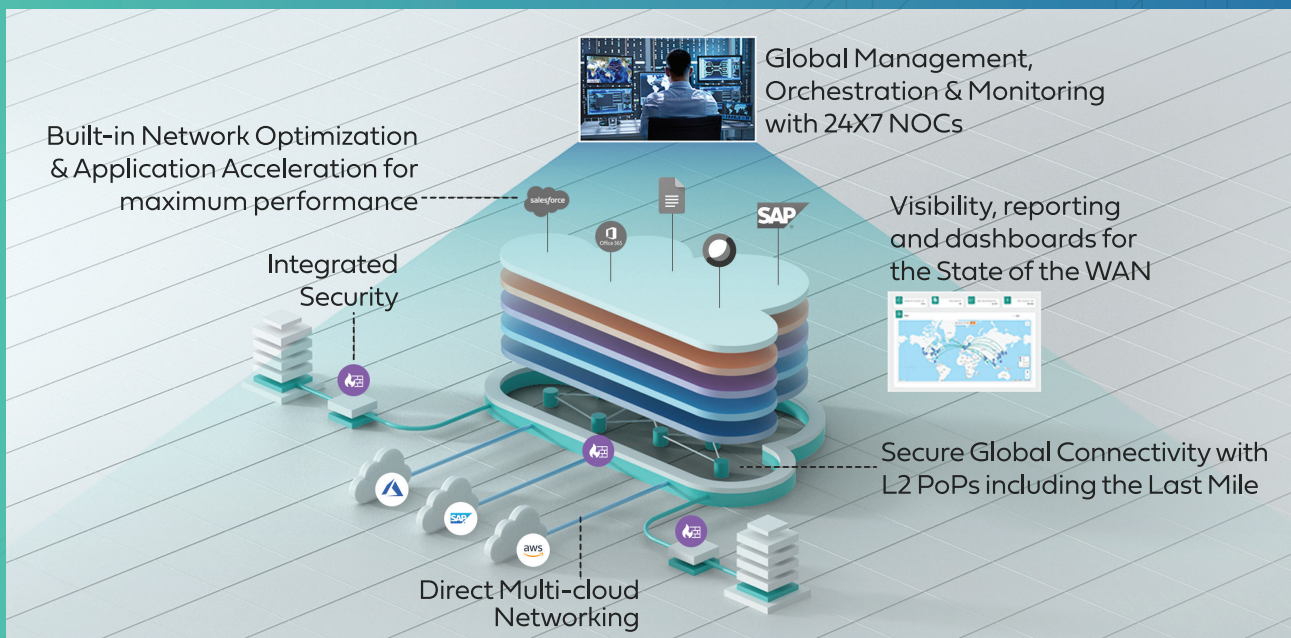 Global Management,
Orchestration & Monitoring
with 24X7 NOCs
Built-in Network Optimization
& Application Acceleration for
maximum performance
salesforce
Office 365
SAP
Visibility, reporting
and dashboards for
the State of the WAN
Integrated
Security
Secure Global Connectivity with
L2 PoPs including the Last Mile
SAP
aws
Direct Multi-cloud
Networking